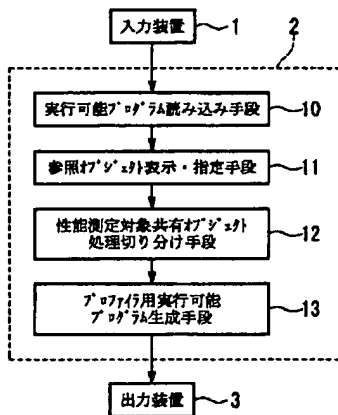 入力装置
1
2
実行可能ﾌﾟﾛｸﾞﾗﾑ読み込み手段
10
参照ｵﾌﾞｼﾞｪｸﾄ表示・指定手段
11
性能測定対象共有ｵﾌﾞｼﾞｪｸﾄ
処理切り分け手段
12
ﾌﾟﾛﾌｧｲﾗ用実行可能
ﾌﾟﾛｸﾞﾗﾑ生成手段
13
出力装置
3